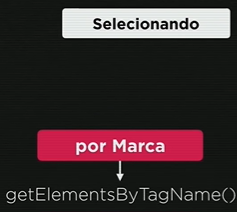 Selecionando
por Marca
getElementsByTagName()